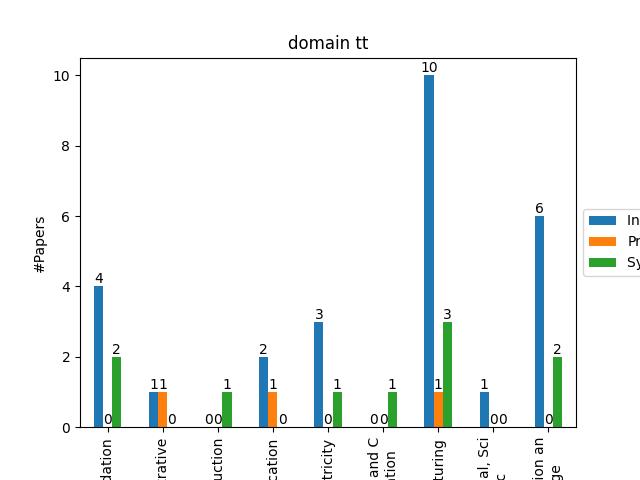 domain tt
#Papers
10
8
6
4
2
0
4
0
2
1
1
0
0
0
1
2
1
0
3
0
1
0
0
1
10
1
3
1
0
0
6
0
2
In
Pr
Sy
dation
rative
uction
cation
tricity
and C
tion
turing
al, Sci
c
ion an
ge